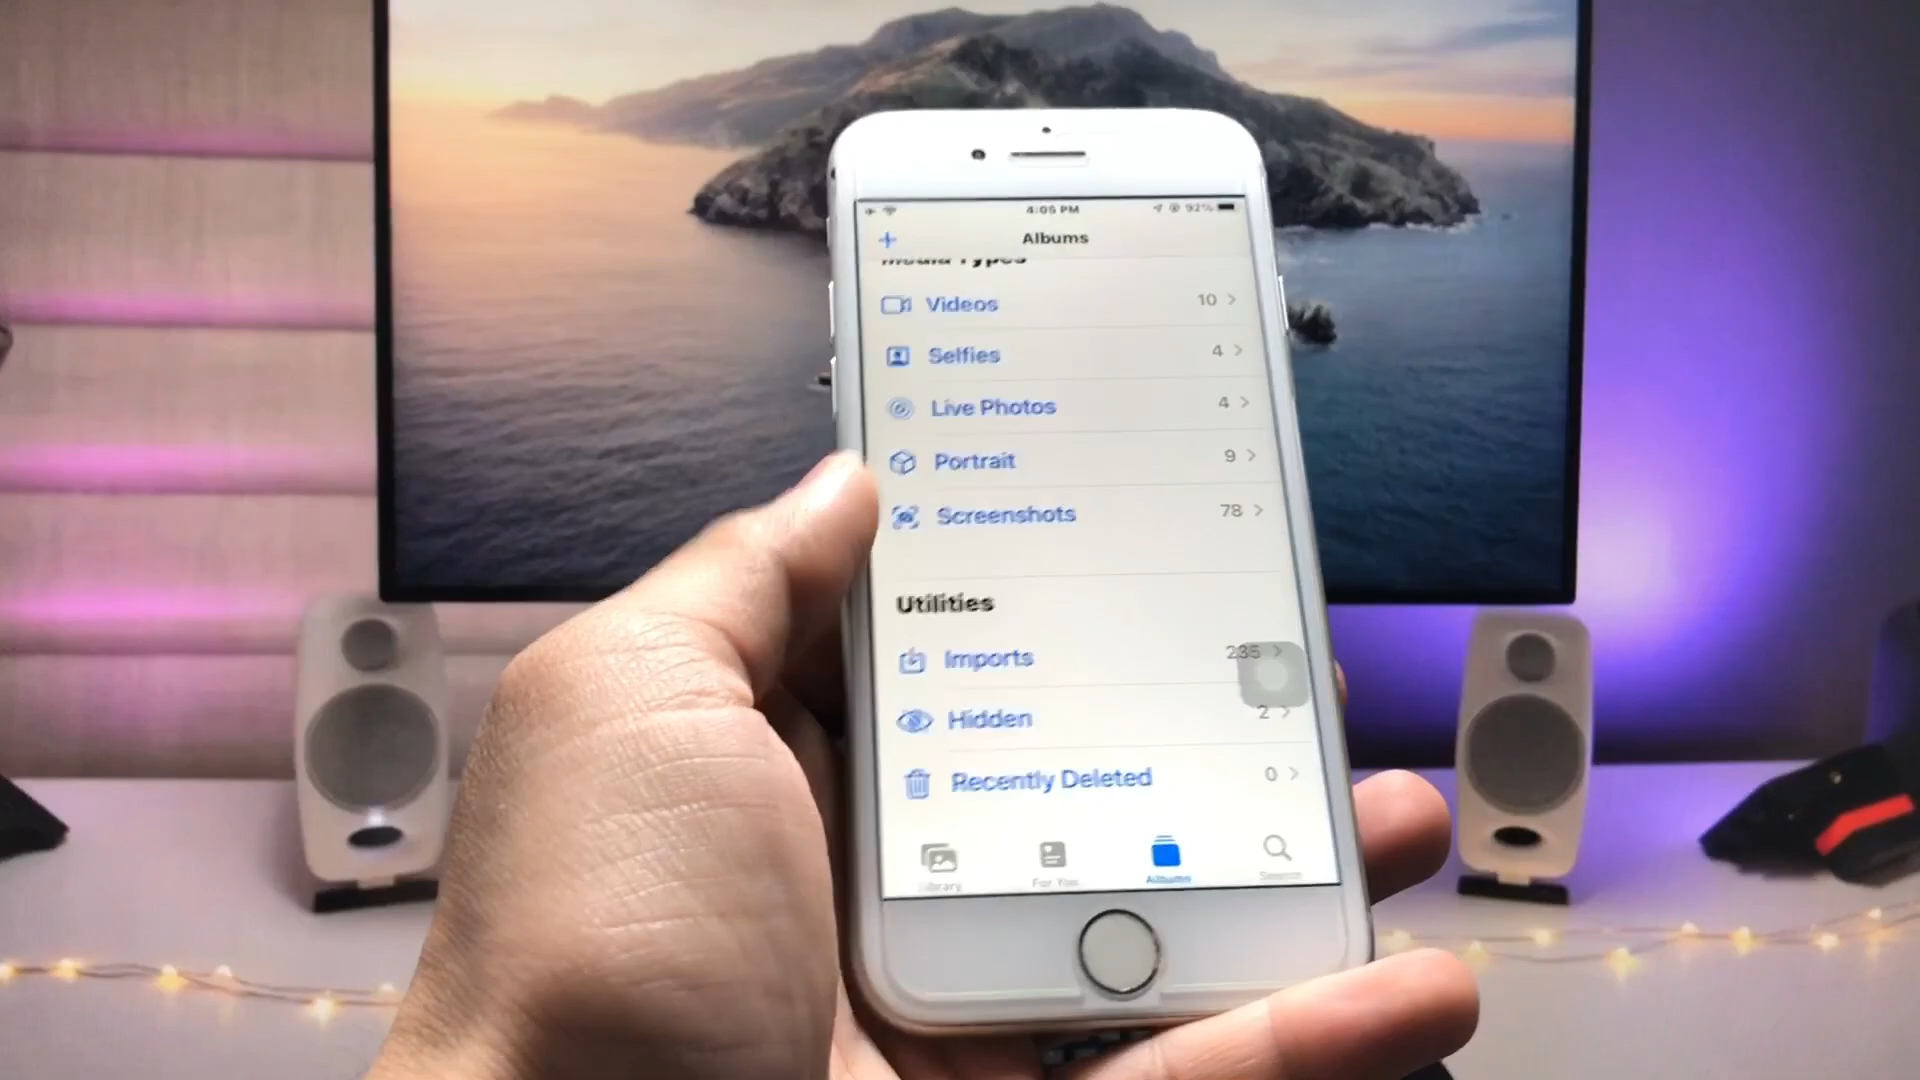 4:05 PM 92%
Albums
Media Types
Videos 10
Selfies 4
Live Photos 4
Portrait 9
Screenshots 78
Utilities
Imports 235
Hidden 2
Recently Deleted 0
Library For You Albums Search